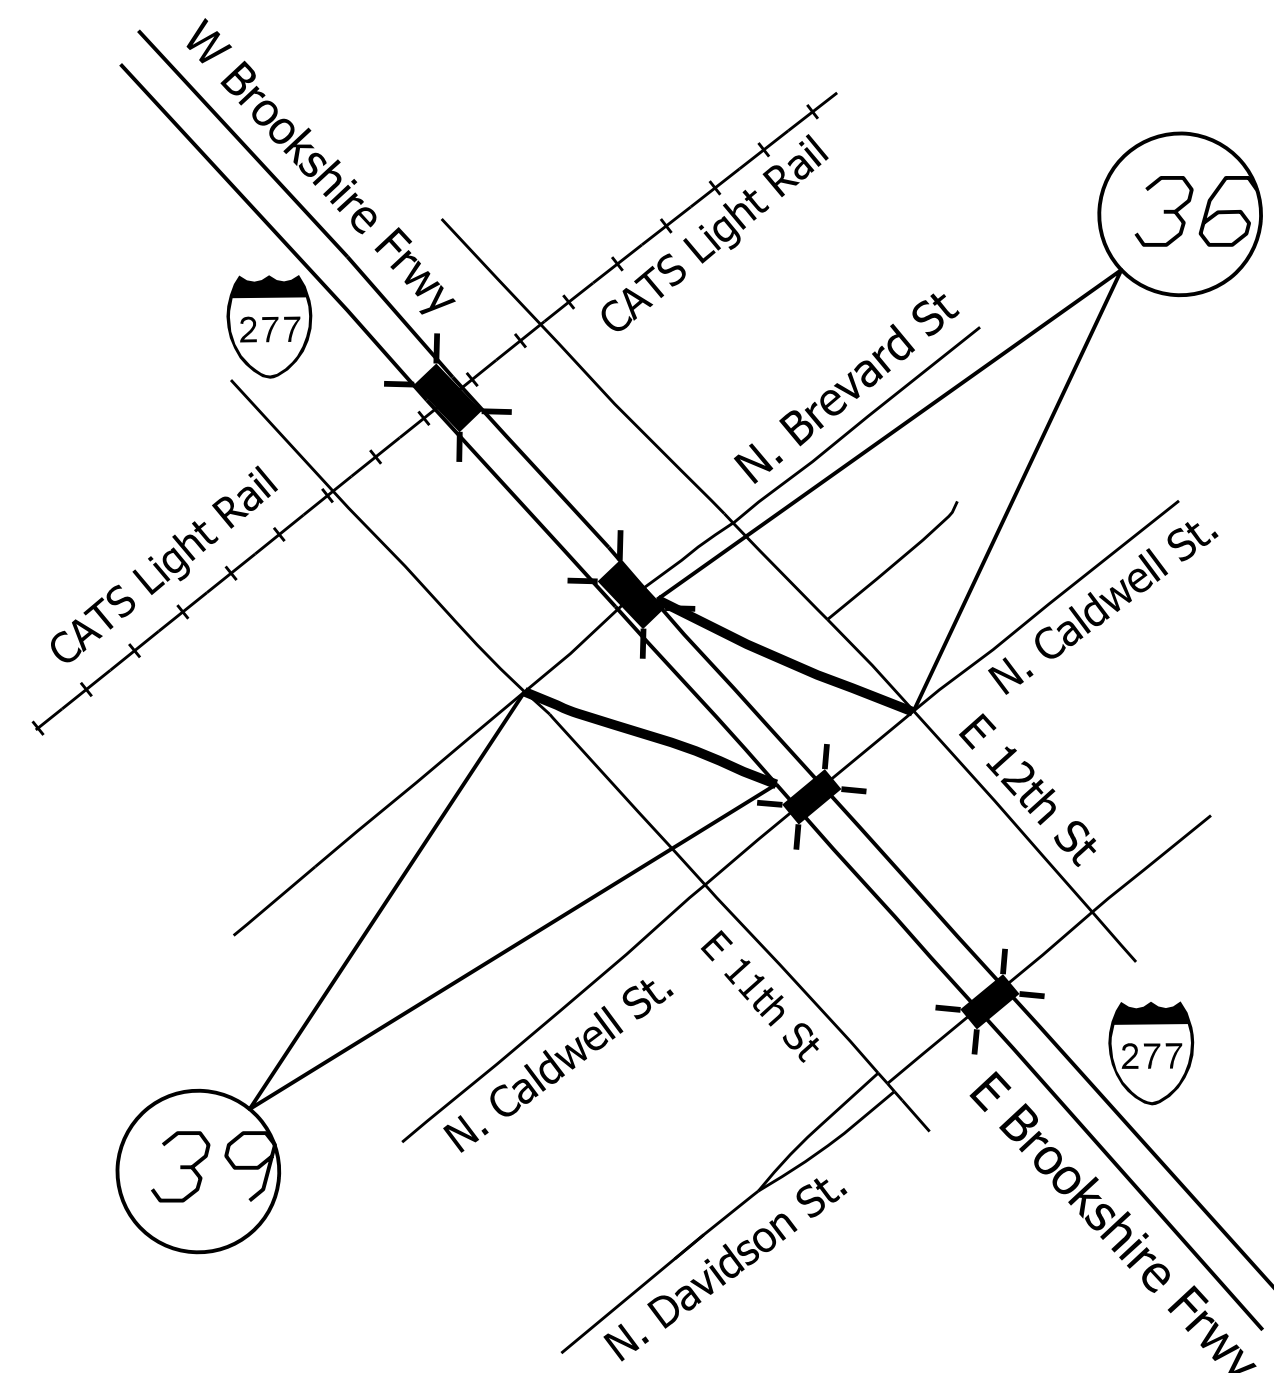 W Brookshire Frwy
CATS Light Rail
36
277
N. Brevard St
CATS Light Rail
N. Caldwell St.
E 12th St
E 11th St
N. Caldwell St.
277
39
E Brookshire Frwy
N. Davidson St.